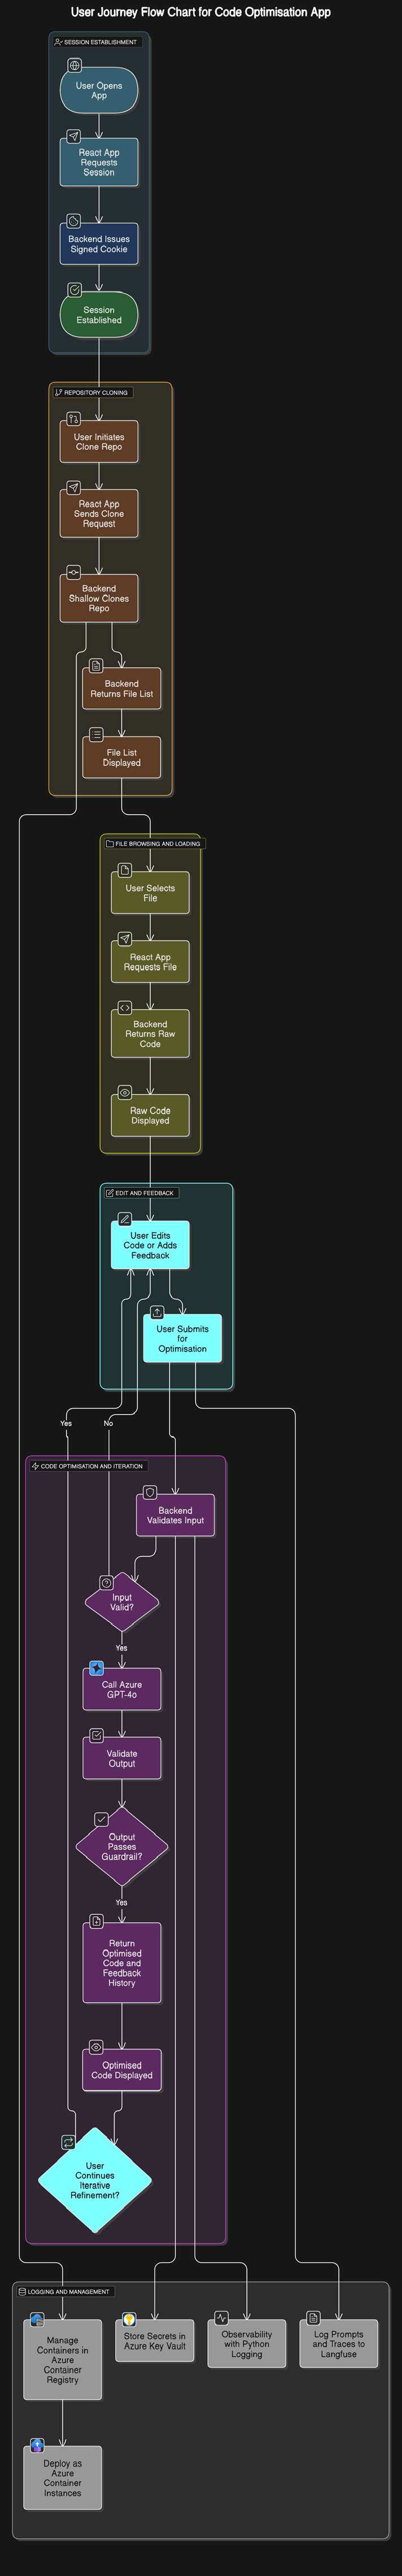 User Journey Flow Chart for Code Optimisation App
SESSION ESTABLISHMENT
User Opens
App
React App
Requests
Session
Backend Issues
Signed Cookie
Session
Established
REPOSITORY CLONING
User Initiates
Clone Repo
React App
Sends Clone
Request
Backend
Shallow Clones
Repo
Backend
Returns File List
File List
Displayed
FILE BROWSING AND LOADING
User Selects
File
React App
Requests File
Backend
Returns Raw
Code
Raw Code
Displayed
EDIT AND FEEDBACK
User Edits
Code or Adds
Feedback
User Submits
for
Optimisation
Yes
No
CODE OPTIMISATION AND ITERATION
Backend
Validates Input
Input
Valid?
Yes
Call Azure
GPT-4o
Validate
Output
Output
Passes
Guardrail?
Yes
Return
Optimised
Code and
Feedback
History
Optimised
Code Displayed
User
Continues
Iterative
Refinement?
LOGGING AND MANAGEMENT
Manage
Containers in
Azure
Container
Registry
Store Secrets in
Azure Key Vault
Observability
with Python
Logging
Log Prompts
and Traces to
Langfuse
Deploy as
Azure
Container
Instances